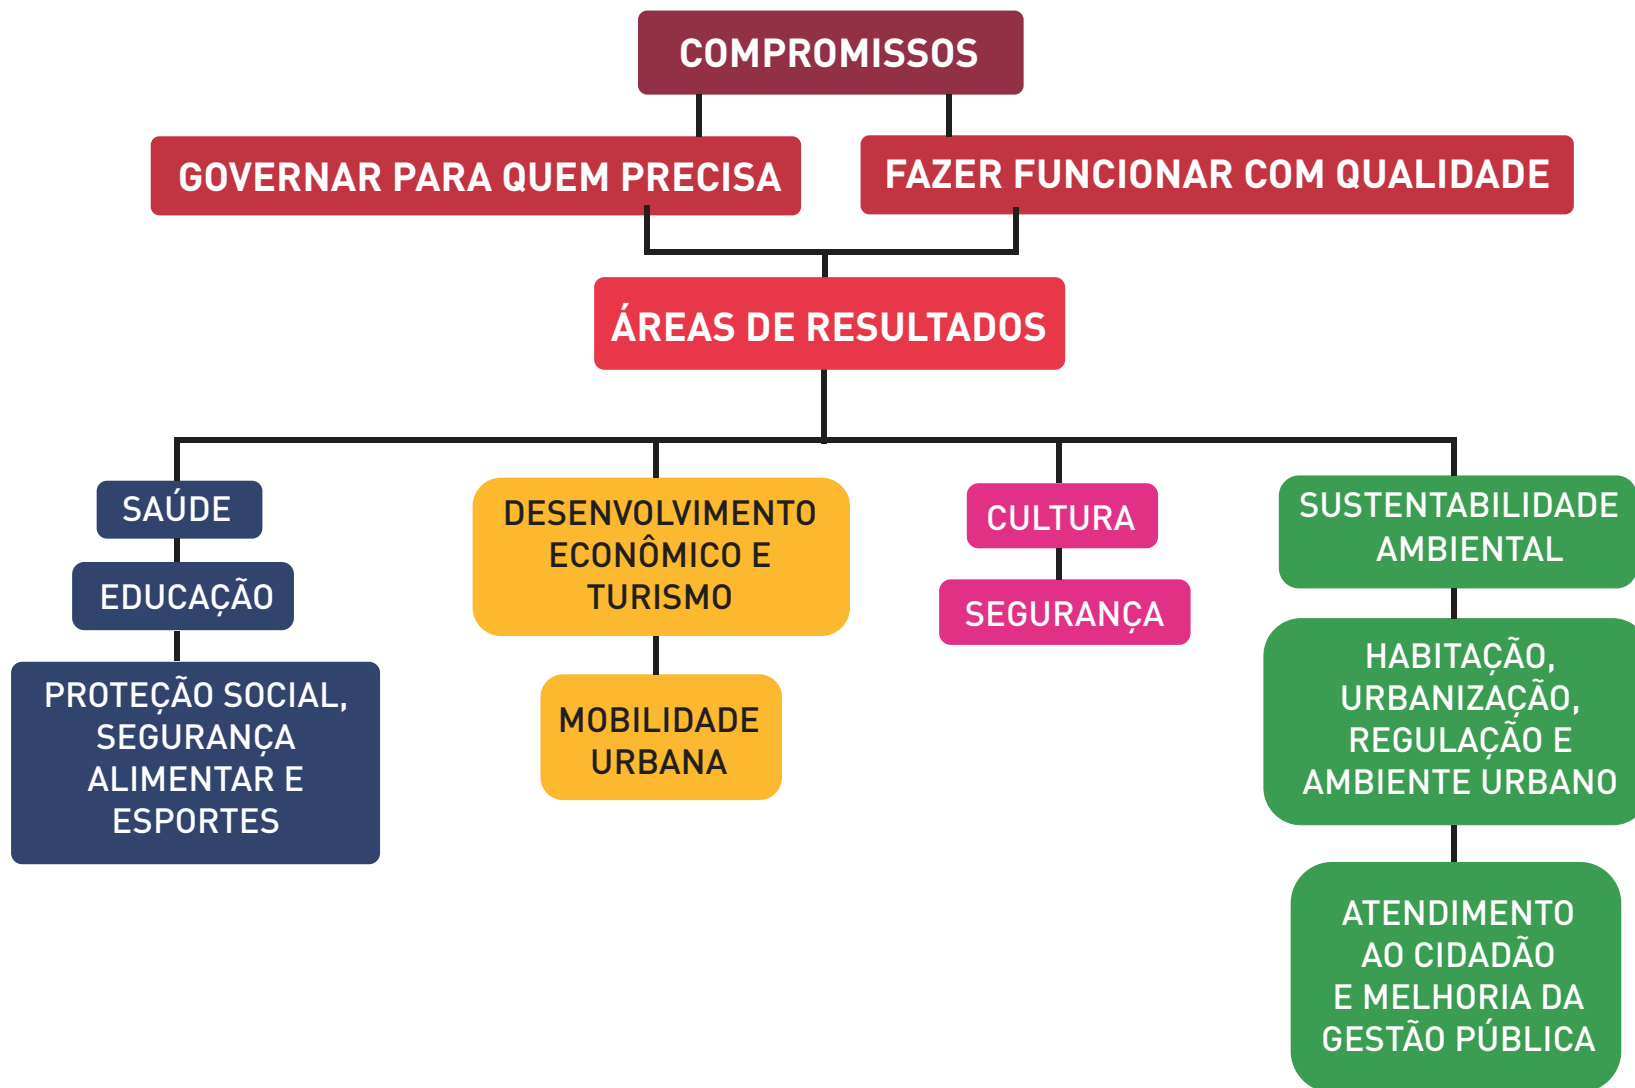 COMPROMISSOS
GOVERNAR PARA QUEM PRECISA
FAZER FUNCIONAR COM QUALIDADE
ÁREAS DE RESULTADOS
SAÚDE
EDUCAÇÃO
PROTEÇÃO SOCIAL,
SEGURANÇA
ALIMENTAR E
ESPORTES
DESENVOLVIMENTO
ECONÔMICO E
TURISMO
MOBILIDADE
URBANA
CULTURA
SEGURANÇA
SUSTENTABILIDADE
AMBIENTAL
HABITAÇÃO,
URBANIZAÇÃO,
REGULAÇÃO E
AMBIENTE URBANO
ATENDIMENTO
AO CIDADÃO
E MELHORIA DA
GESTÃO PÚBLICA